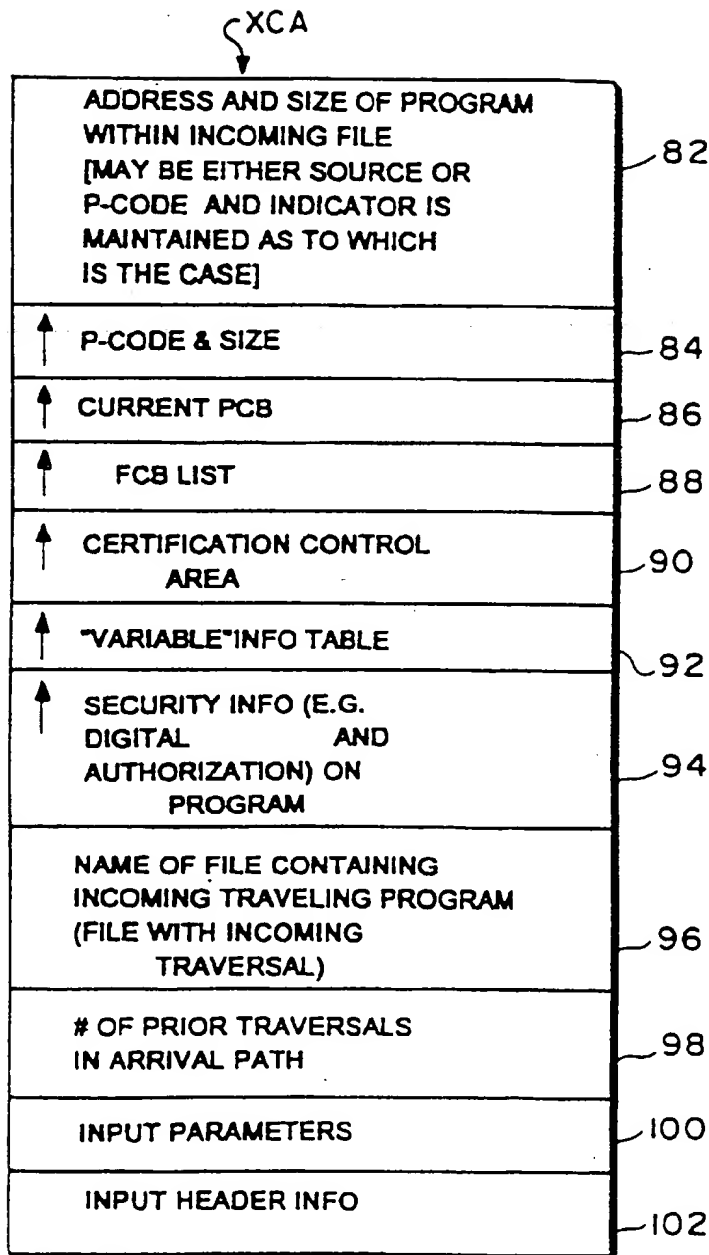 XCA
ADDRESS AND SIZE OF PROGRAM
WITHIN INCOMING FILE
[MAY BE EITHER SOURCE OR
P-CODE AND INDICATOR IS
MAINTAINED AS TO WHICH
IS THE CASE]
82
P-CODE & SIZE
84
CURRENT PCB
86
FCB LIST
88
CERTIFICATION CONTROL
AREA
90
"VARIABLE"INFO TABLE
92
SECURITY INFO (E.G.
DIGITAL AND
AUTHORIZATION) ON
PROGRAM
94
NAME OF FILE CONTAINING
INCOMING TRAVELING PROGRAM
(FILE WITH INCOMING
TRAVERSAL)
96
# OF PRIOR TRAVERSALS
IN ARRIVAL PATH
98
INPUT PARAMETERS
100
INPUT HEADER INFO
102